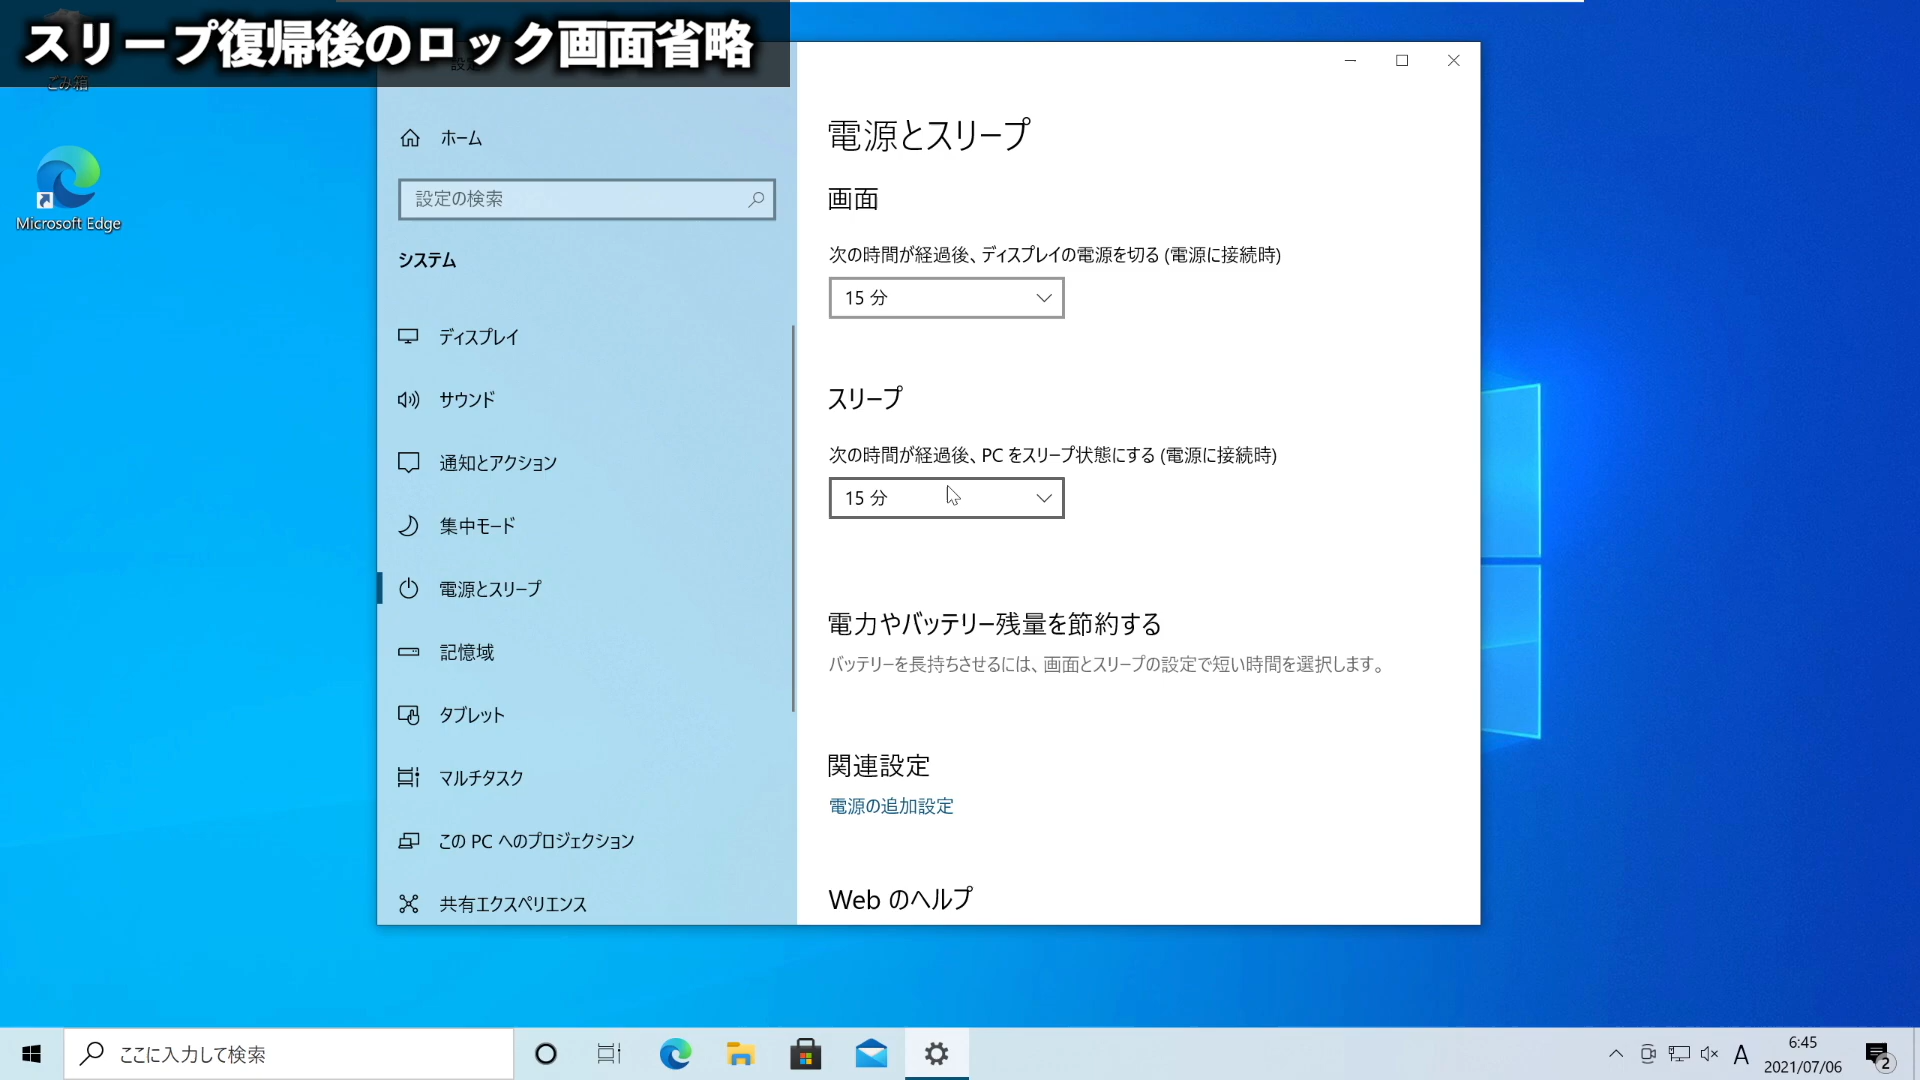 スリープ復帰後のロック画面省略
設定
ごみ箱
Microsoft Edge
ホーム
設定の検索
システム
ディスプレイ
サウンド
通知とアクション
集中モード
電源とスリープ
記憶域
タブレット
マルチタスク
この PC へのプロジェクション
共有エクスペリエンス
電源とスリープ
画面
次の時間が経過後、ディスプレイの電源を切る (電源に接続時)
15 分
スリープ
次の時間が経過後、PC をスリープ状態にする (電源に接続時)
15 分
電力やバッテリー残量を節約する
バッテリーを長持ちさせるには、画面とスリープの設定で短い時間を選択します。
関連設定
電源の追加設定
Web のヘルプ
ここに入力して検索
A
6:45
2021/07/06
2